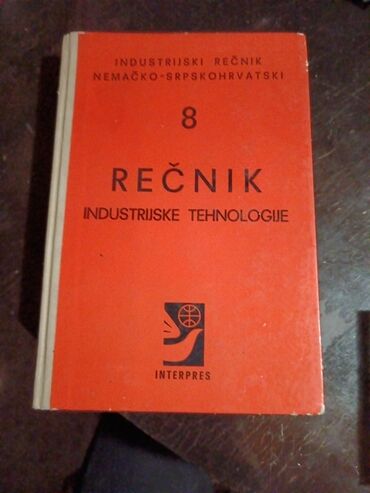 INDUSTRIJSKI REČNIK
NEMAČKO-SRPSKOHRVATSKI
8
REČNIK
INDUSTRIJSKE TEHNOLOGIJE
INTERPRES